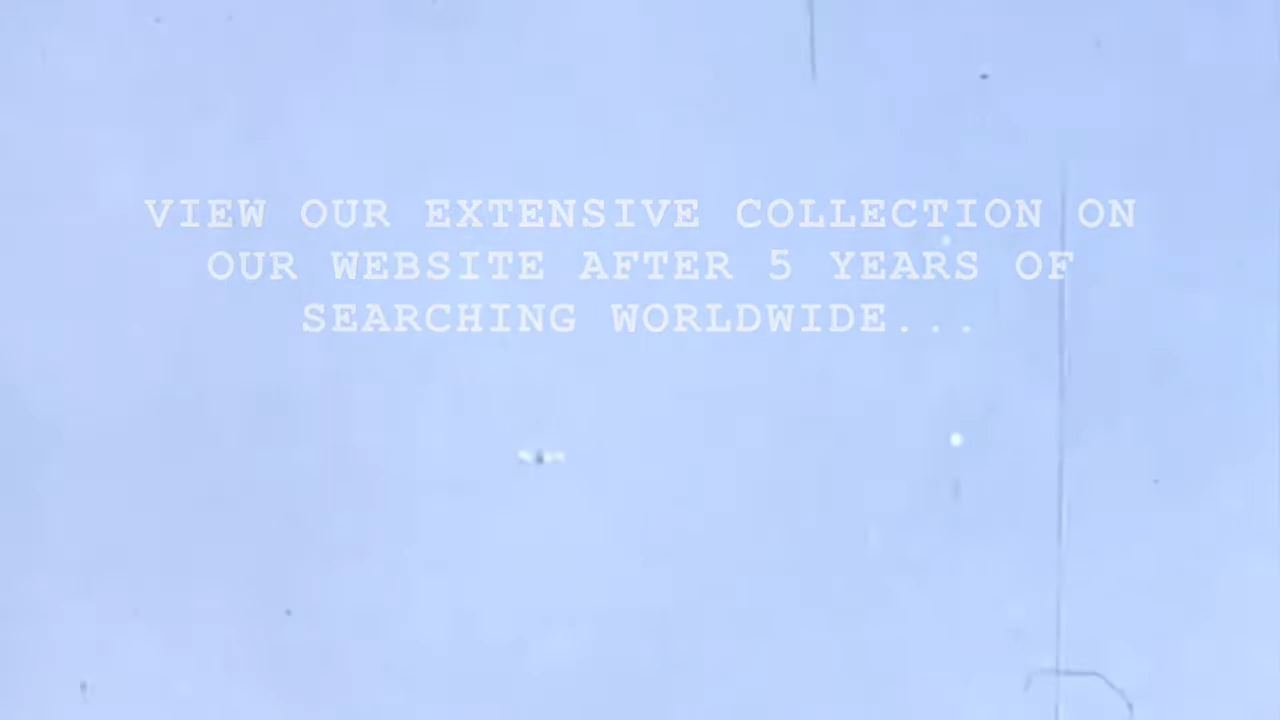 VIEW OUR EXTENSIVE COLLECTION ON
OUR WEBSITE AFTER 5 YEARS OF
SEARCHING WORLDWIDE...